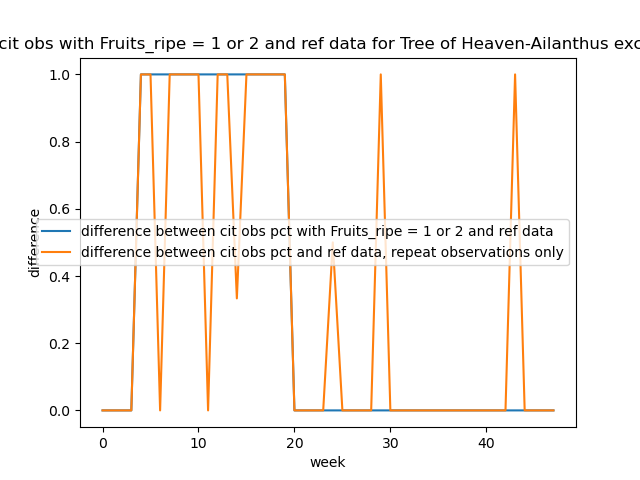 cit obs with Fruits_ripe = 1 or 2 and ref data for Tree of Heaven-Ailanthus exc
1.0
0.8
0.6
0.4
0.2
0.0
difference
difference between cit obs pct with Fruits_ripe = 1 or 2 and ref data
difference between cit obs pct and ref data, repeat observations only
0 10 20 30 40
week